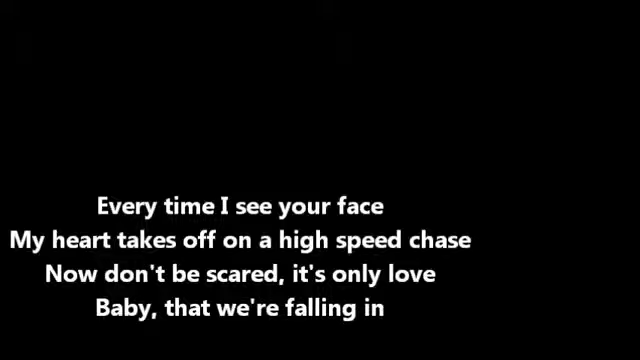 Every time I see your face
My heart takes off on a high speed chase
Now don't be scared, it's only love
Baby, that we're falling in